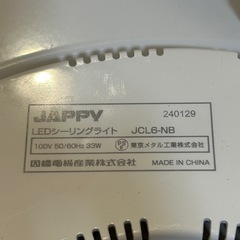 JAPPY 240129
LEDシーリングライト JCL6-NB
100V 50/60Hz 33W 東京メタル工業株式会社
因幡電機産業株式会社 MADE IN CHINA